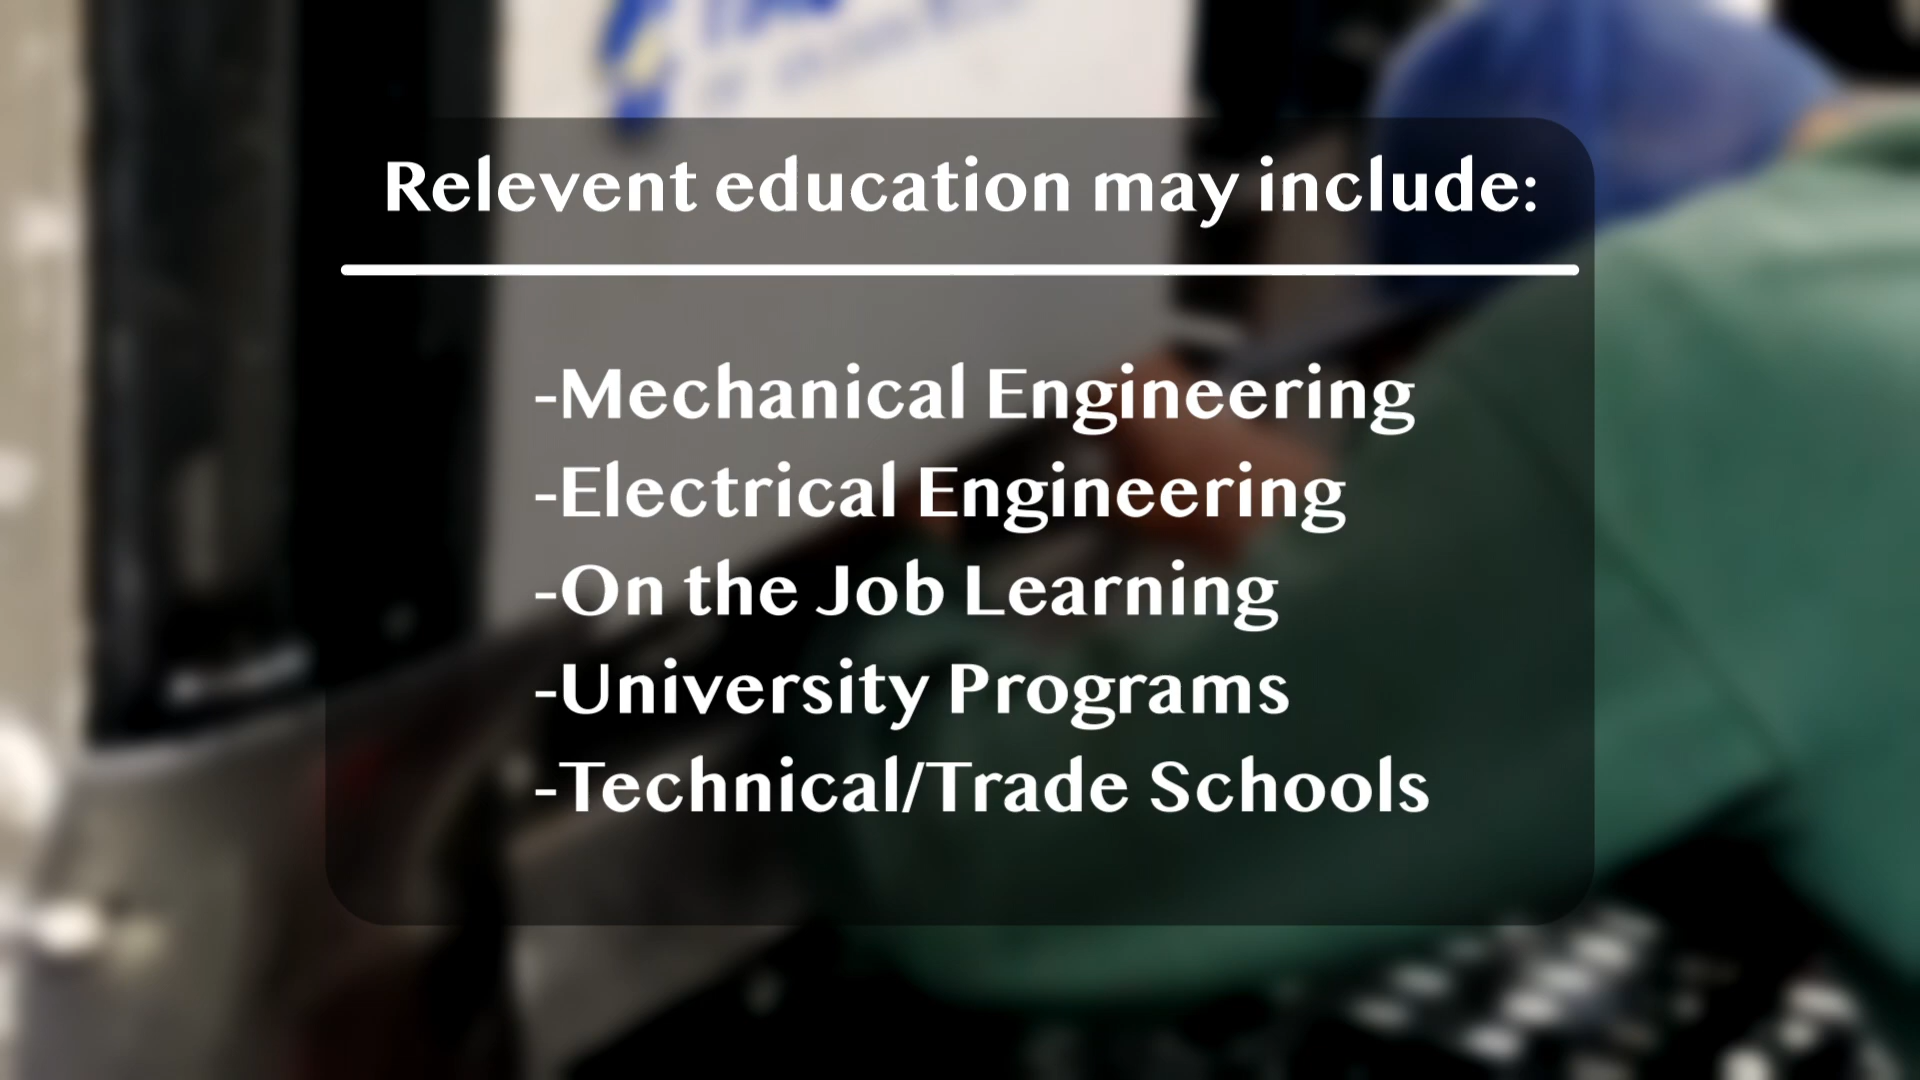 Relevent education may include:
-Mechanical Engineering
-Electrical Engineering
-On the Job Learning
-University Programs
-Technical/Trade Schools